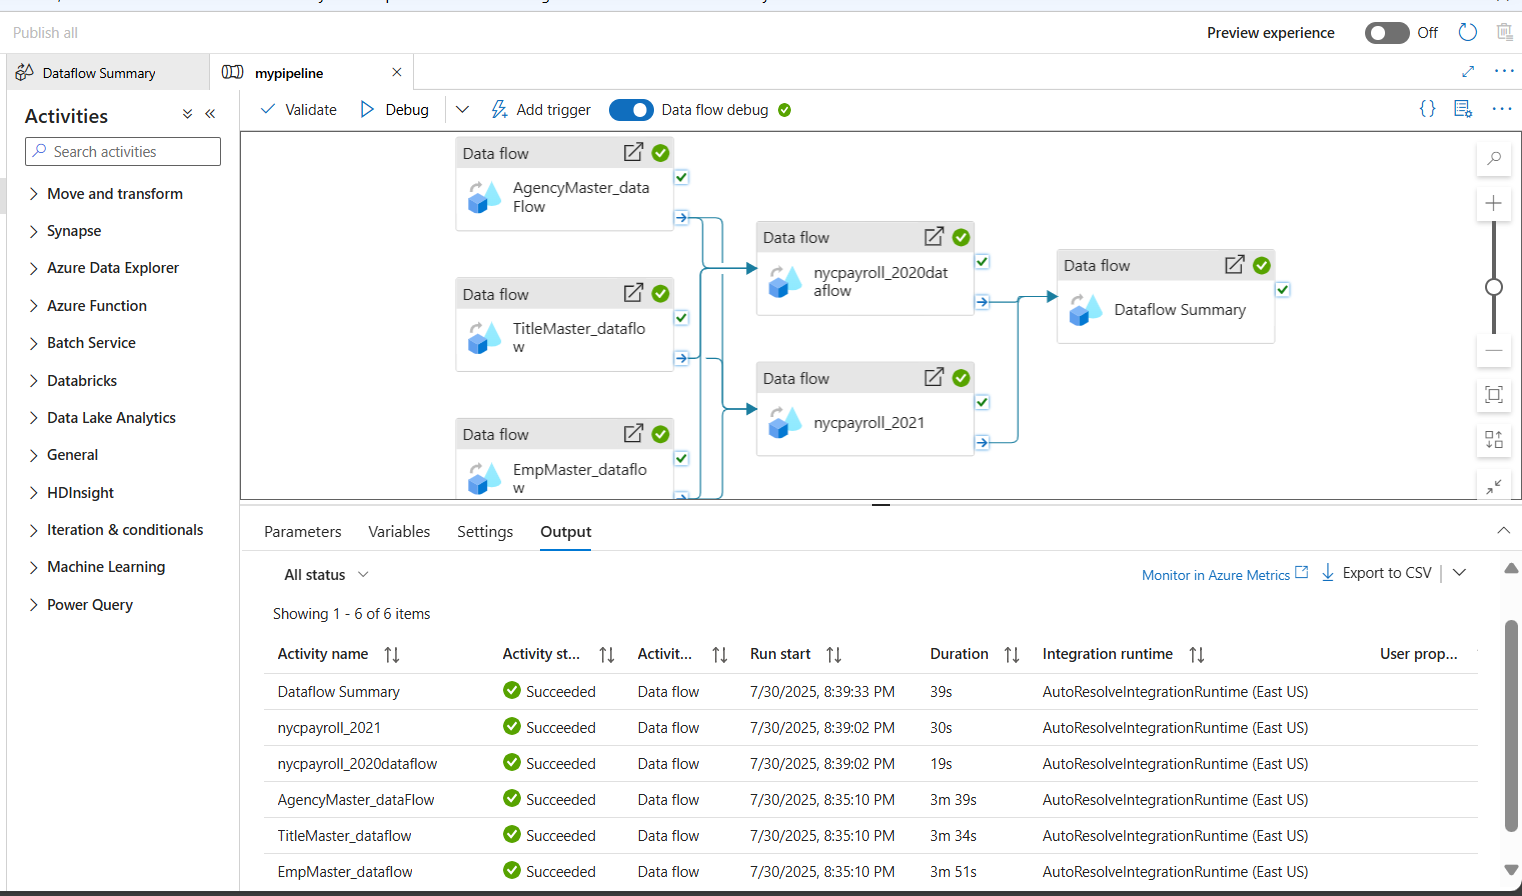 Publish all
Preview experience
Off
Dataflow Summary
mypipeline
Activities
Validate
Debug
Add trigger
Data flow debug
Search activities
Move and transform
Synapse
Azure Data Explorer
Azure Function
Batch Service
Databricks
Data Lake Analytics
General
HDInsight
Iteration & conditionals
Machine Learning
Power Query
Data flow
AgencyMaster_data
Flow
Data flow
TitleMaster_dataflo
w
Data flow
EmpMaster_dataflo
w
Data flow
nycpayroll_2020dat
aflow
Data flow
nycpayroll_2021
Data flow
Dataflow Summary
Parameters Variables Settings Output
All status
Monitor in Azure Metrics
Export to CSV
Showing 1 - 6 of 6 items
Activity name Activity st... Activit... Run start Duration Integration runtime User prop...
Dataflow Summary Succeeded Data flow 7/30/2025, 8:39:33 PM 39s AutoResolveIntegrationRuntime (East US)
nycpayroll_2021 Succeeded Data flow 7/30/2025, 8:39:02 PM 30s AutoResolveIntegrationRuntime (East US)
nycpayroll_2020dataflow Succeeded Data flow 7/30/2025, 8:39:02 PM 19s AutoResolveIntegrationRuntime (East US)
AgencyMaster_dataFlow Succeeded Data flow 7/30/2025, 8:35:10 PM 3m 39s AutoResolveIntegrationRuntime (East US)
TitleMaster_dataflow Succeeded Data flow 7/30/2025, 8:35:10 PM 3m 34s AutoResolveIntegrationRuntime (East US)
EmpMaster_dataflow Succeeded Data flow 7/30/2025, 8:35:10 PM 3m 51s AutoResolveIntegrationRuntime (East US)